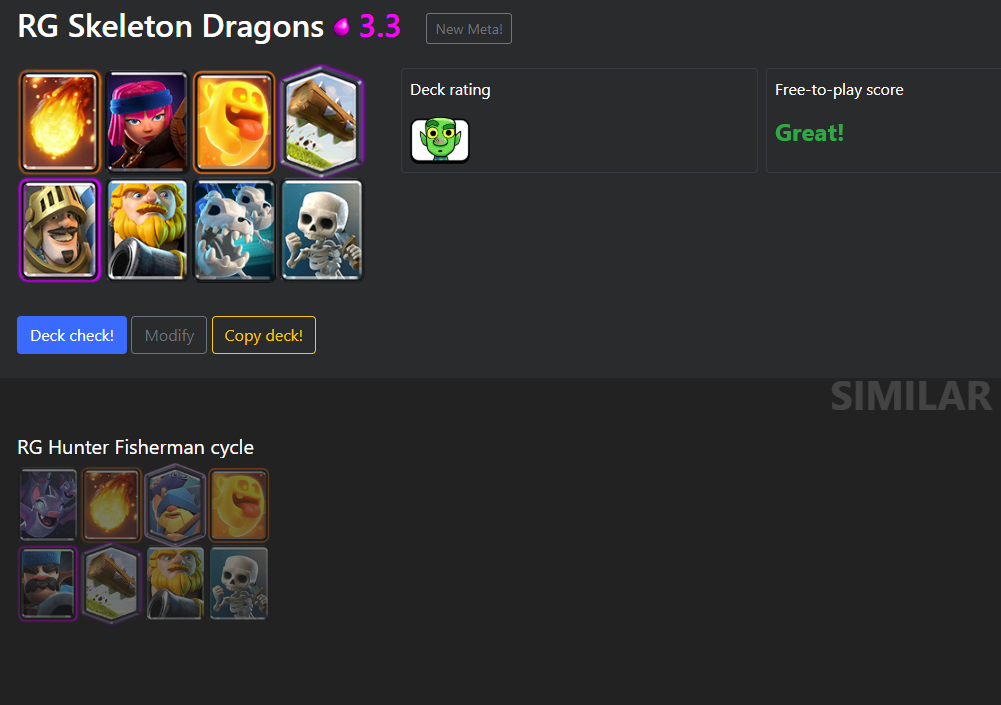 RG Skeleton Dragons 3.3 New Meta!
Deck rating
Free-to-play score
Great!
Deck check! Modify Copy deck!
SIMILAR
RG Hunter Fisherman cycle